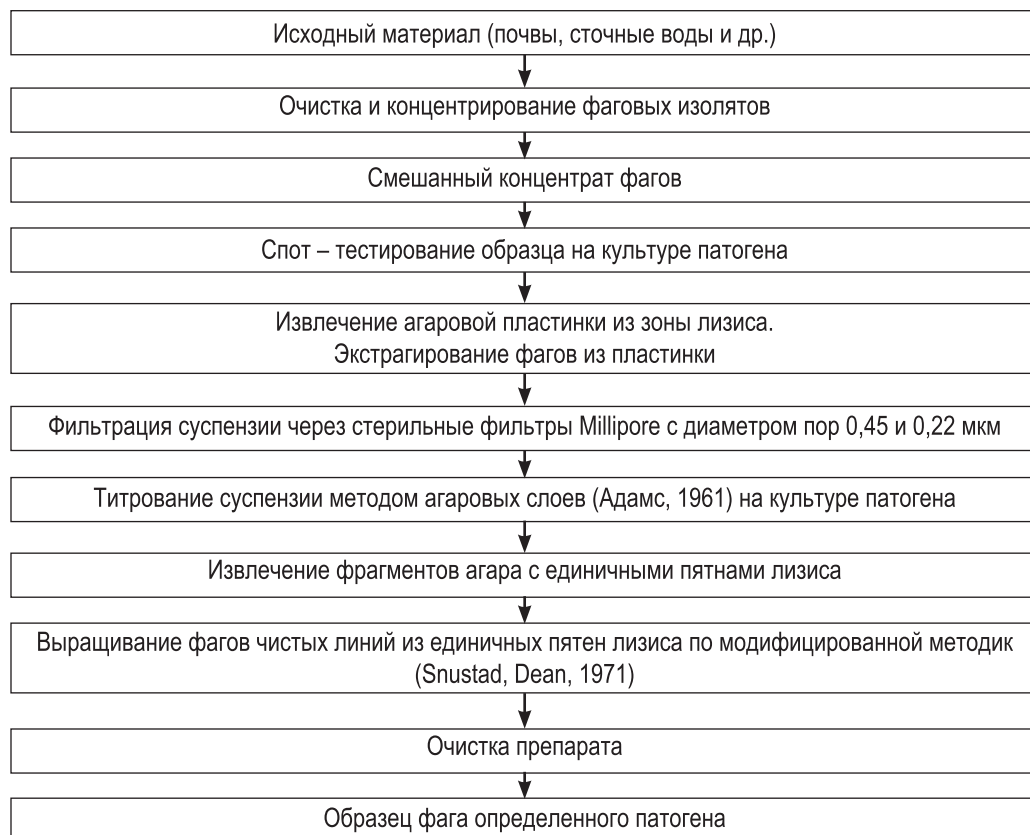 Исходный материал (почвы, сточные воды и др.)
Очистка и концентрирование фаговых изолятов
Смешанный концентрат фагов
Спот – тестирование образца на культуре патогена
Извлечение агаровой пластинки из зоны лизиса.
Экстрагирование фагов из пластинки
Фильтрация суспензии через стерильные фильтры Millipore с диаметром пор 0,45 и 0,22 мкм
Титрование суспензии методом агаровых слоев (Адамс, 1961) на культуре патогена
Извлечение фрагментов агара с единичными пятнами лизиса
Выращивание фагов чистых линий из единичных пятен лизиса по модифицированной методик
(Snustad, Dean, 1971)
Очистка препарата
Образец фага определенного патогена